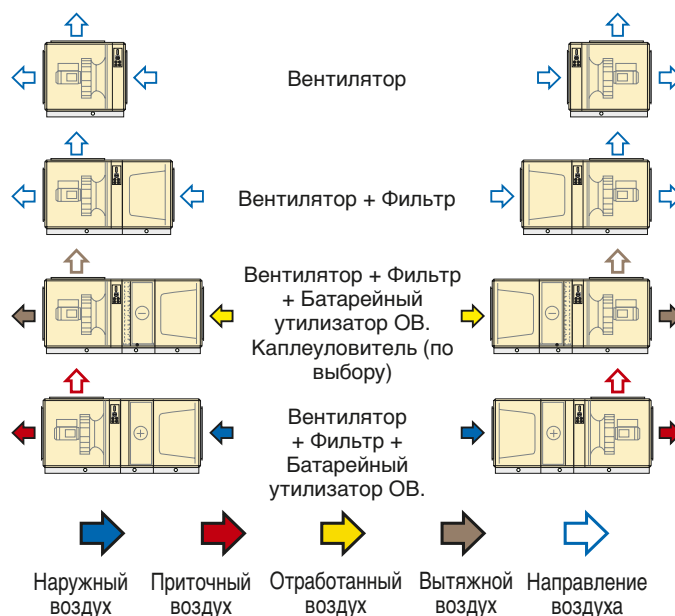 Вентилятор
Вентилятор + Фильтр
Вентилятор + Фильтр
+ Батарейный
утилизатор ОВ.
Каплеуловитель (по
выбору)
Вентилятор
+ Фильтр +
Батарейный
утилизатор ОВ.
Наружный
воздух
Приточный
воздух
Отработанный
воздух
Вытяжной
воздух
Направление
воздуха